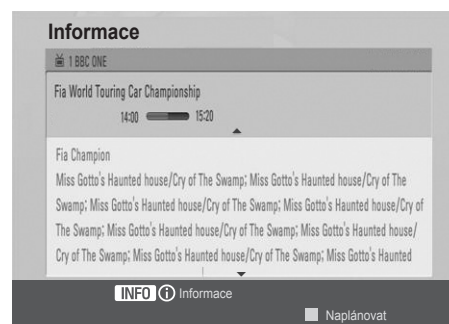 Informace
1 BBC ONE
Fia World Touring Car Championship
14:00 15:20
Fia Champion
Miss Gotto's Haunted house/Cry of The Swamp; Miss Gotto's Haunted house/Cry of The
Swamp; Miss Gotto's Haunted house/Cry of The Swamp; Miss Gotto's Haunted house/Cry of
The Swamp; Miss Gotto's Haunted house/Cry of The Swamp; Miss Gotto's Haunted house/
Cry of The Swamp; Miss Gotto's Haunted house/Cry of The Swamp; Miss Gotto's Haunted
INFO i Informace
Naplánovat